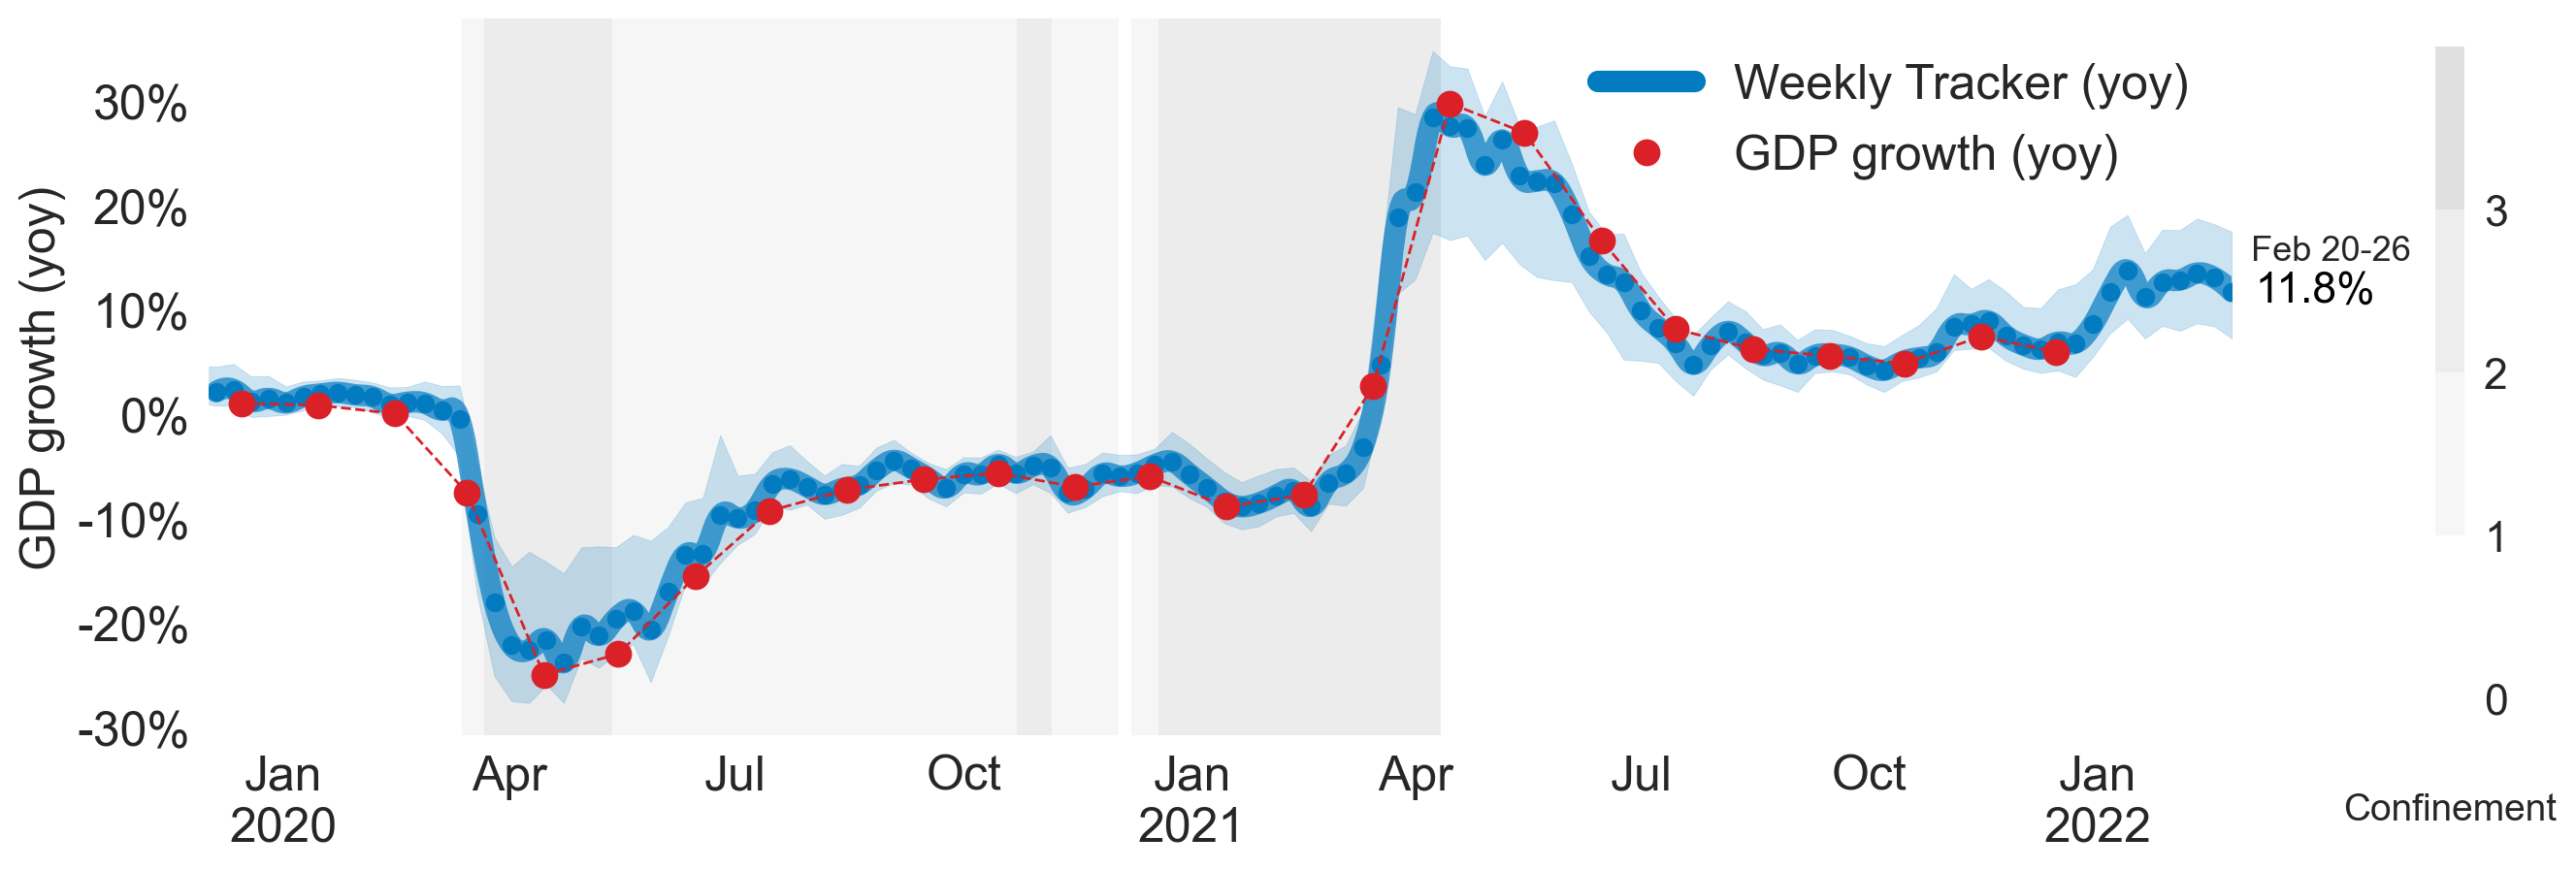 30%
20%
10%
0%
-10%
-20%
-30%
GDP growth (yoy)
Weekly Tracker (yoy)
GDP growth (yoy)
Feb 20-26
11.8%
3
2
1
0
Confinement
Jan Apr Jul Oct Jan Apr Jul Oct Jan
2020 2021 2022